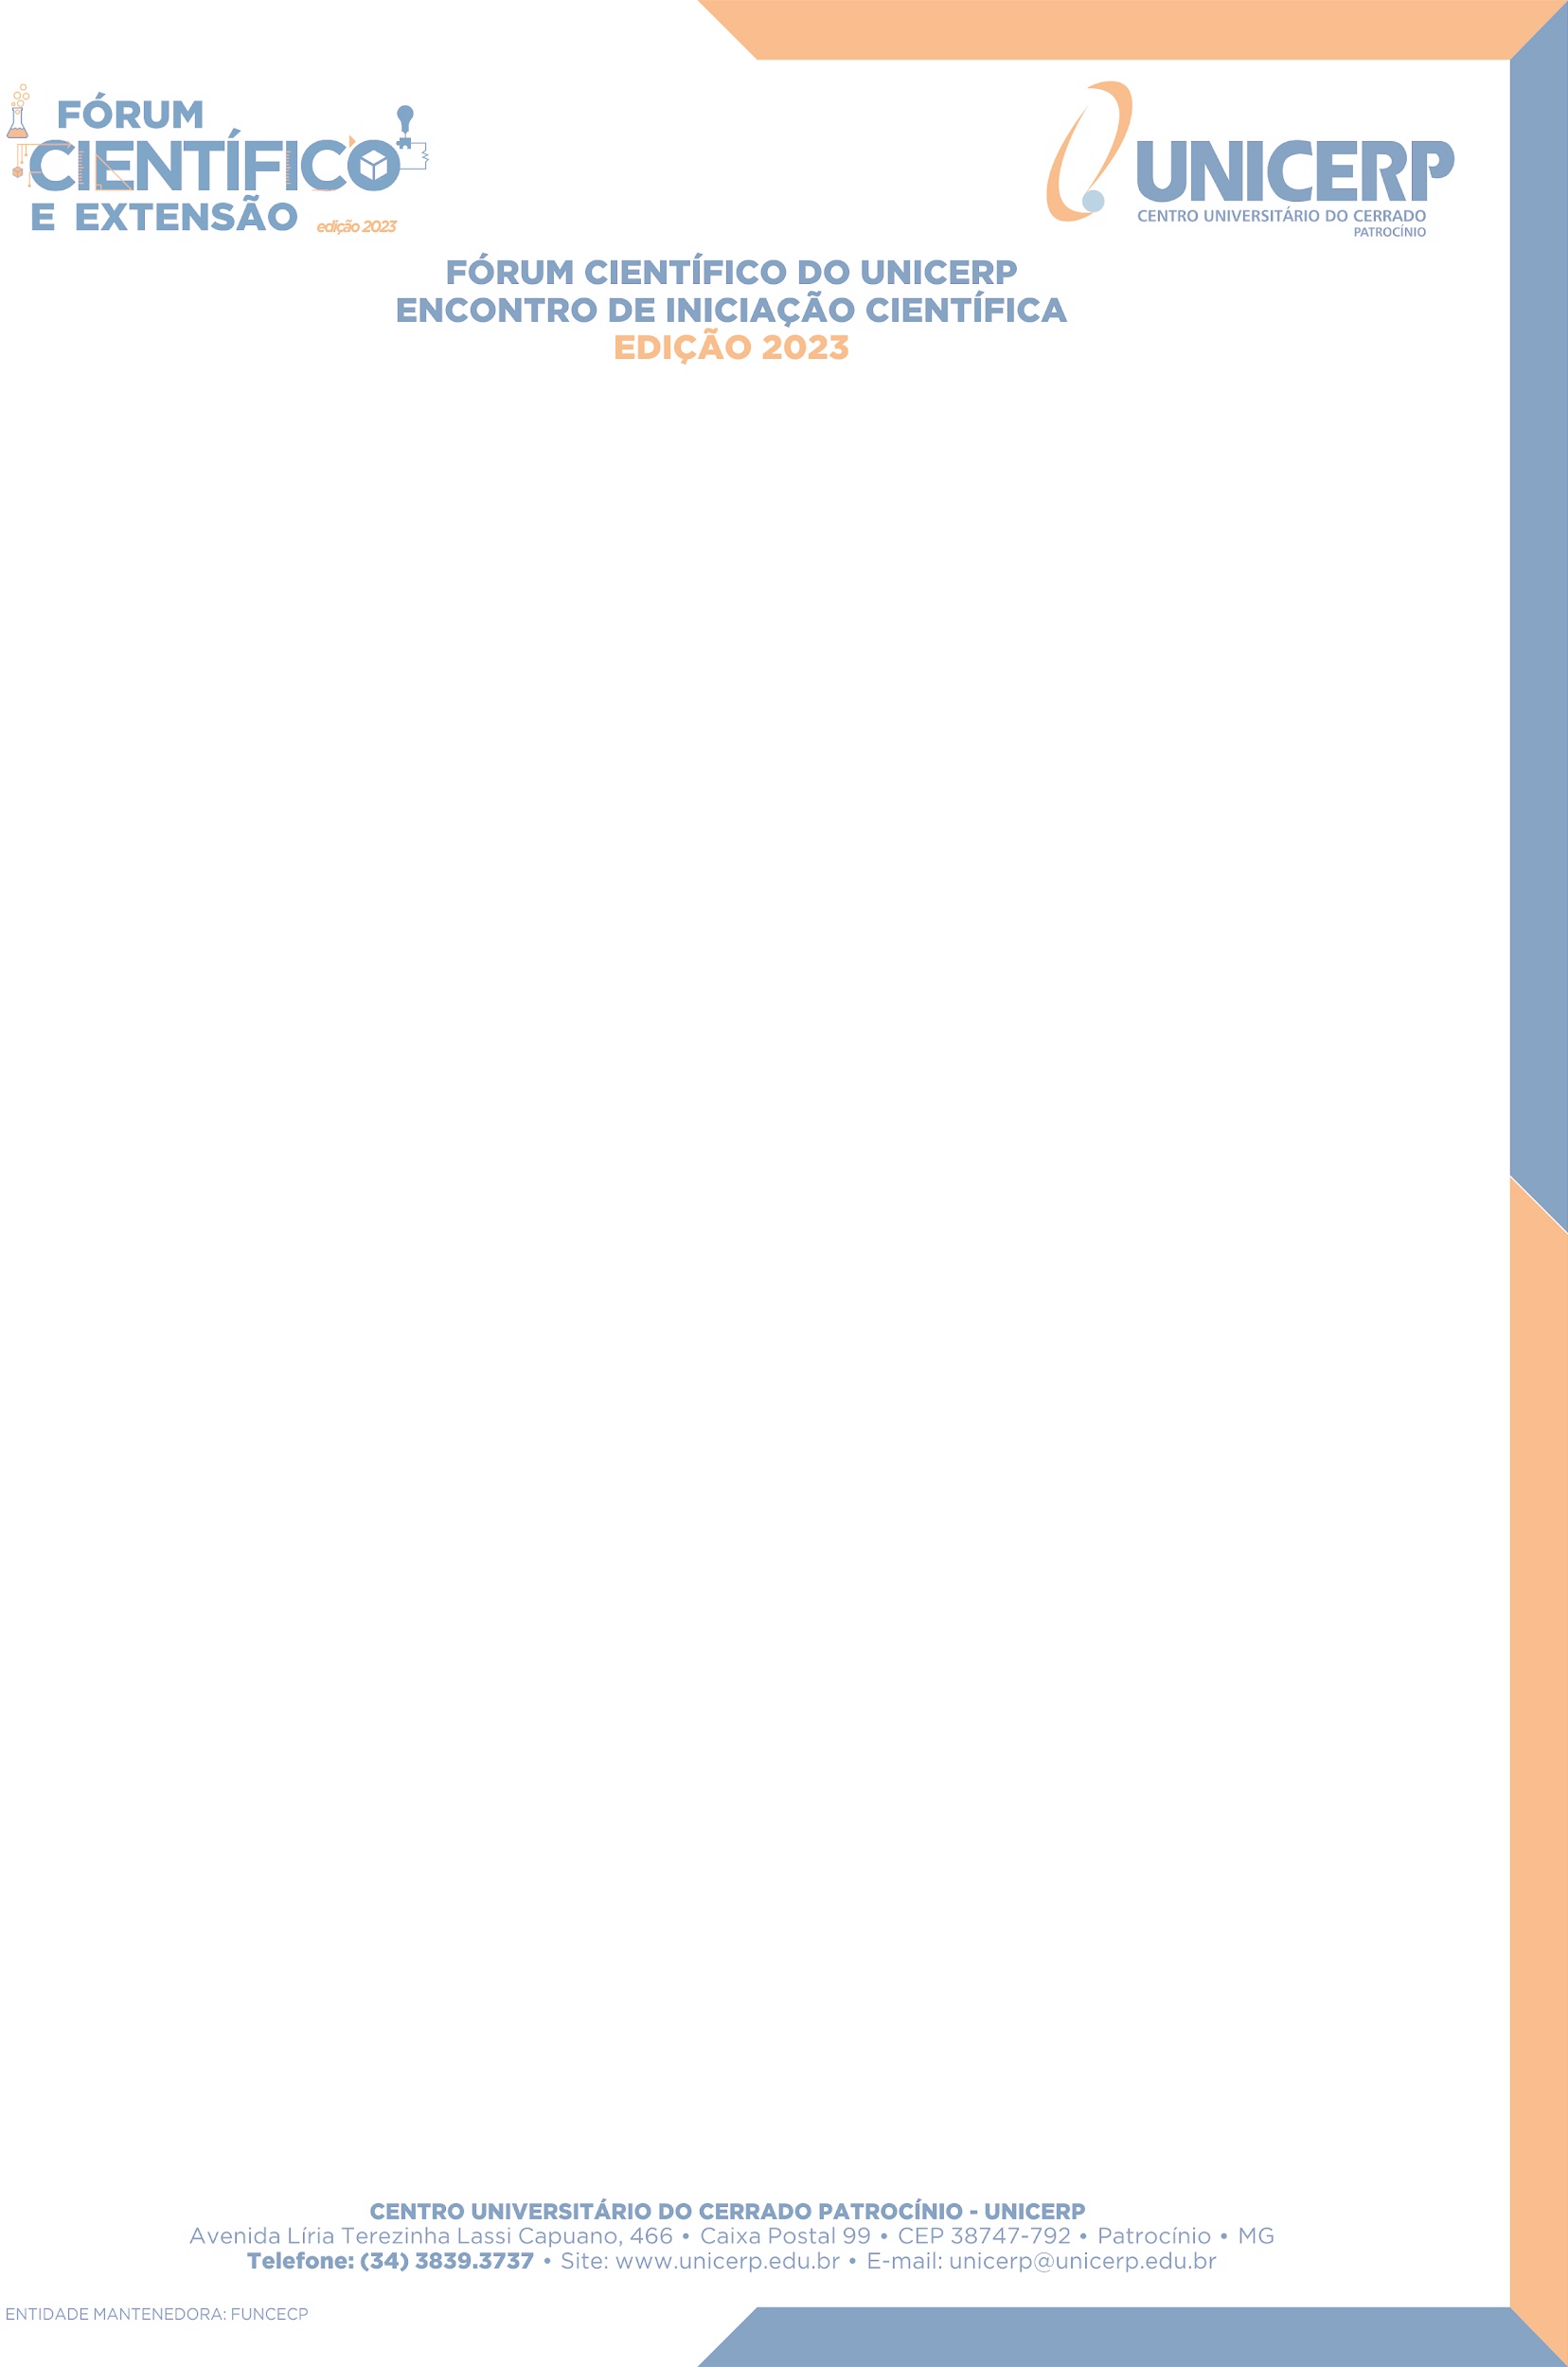 FÓRUM
CIENTÍFICO
E EXTENSÃO edição 2023
UNICERP
CENTRO UNIVERSITÁRIO DO CERRADO
PATROCÍNIO
FÓRUM CIENTÍFICO DO UNICERP
ENCONTRO DE INICIAÇÃO CIENTÍFICA
EDIÇÃO 2023
CENTRO UNIVERSITÁRIO DO CERRADO PATROCÍNIO - UNICERP
Avenida Líria Terezinha Lassi Capuano, 466 • Caixa Postal 99 • CEP 38747-792 • Patrocínio • MG
Telefone: (34) 3839.3737 • Site: www.unicerp.edu.br • E-mail: unicerp@unicerp.edu.br
ENTIDADE MANTENEDORA: FUNCECP